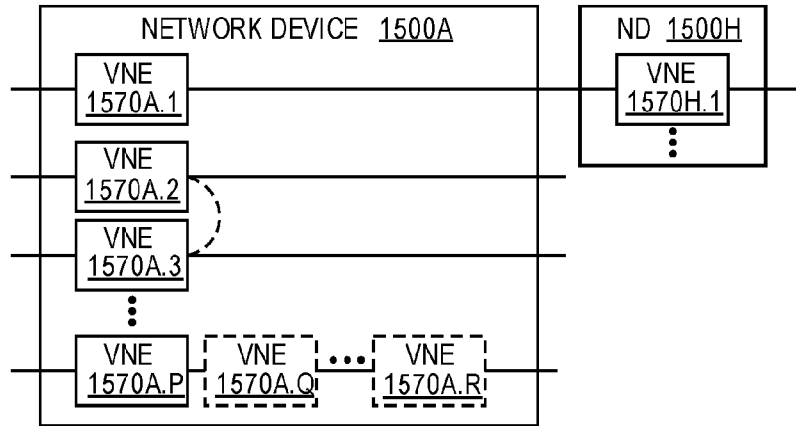 NETWORK DEVICE 1500A
ND 1500H
VNE
1570A.1
VNE
1570H.1
VNE
1570A.2
VNE
1570A.3
VNE
1570A.P
VNE
1570A.Q
VNE
1570A.R